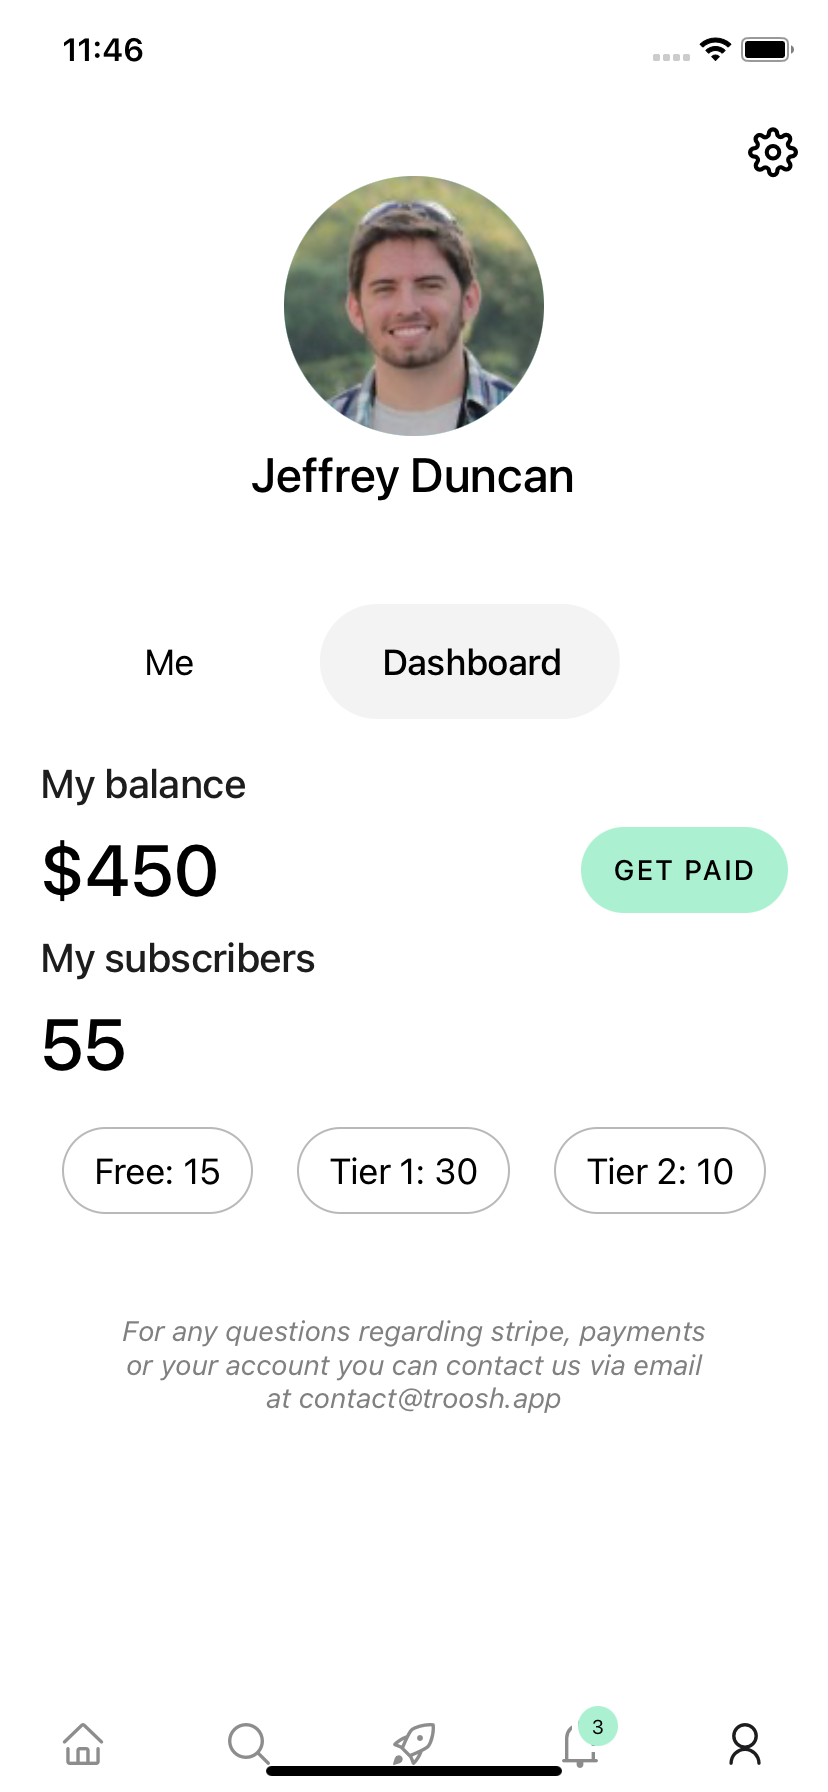 11:46
Jeffrey Duncan
Me
Dashboard
My balance
$450
GET PAID
My subscribers
55
Free: 15
Tier 1: 30
Tier 2: 10
For any questions regarding stripe, payments
or your account you can contact us via email
at contact@troosh.app
3